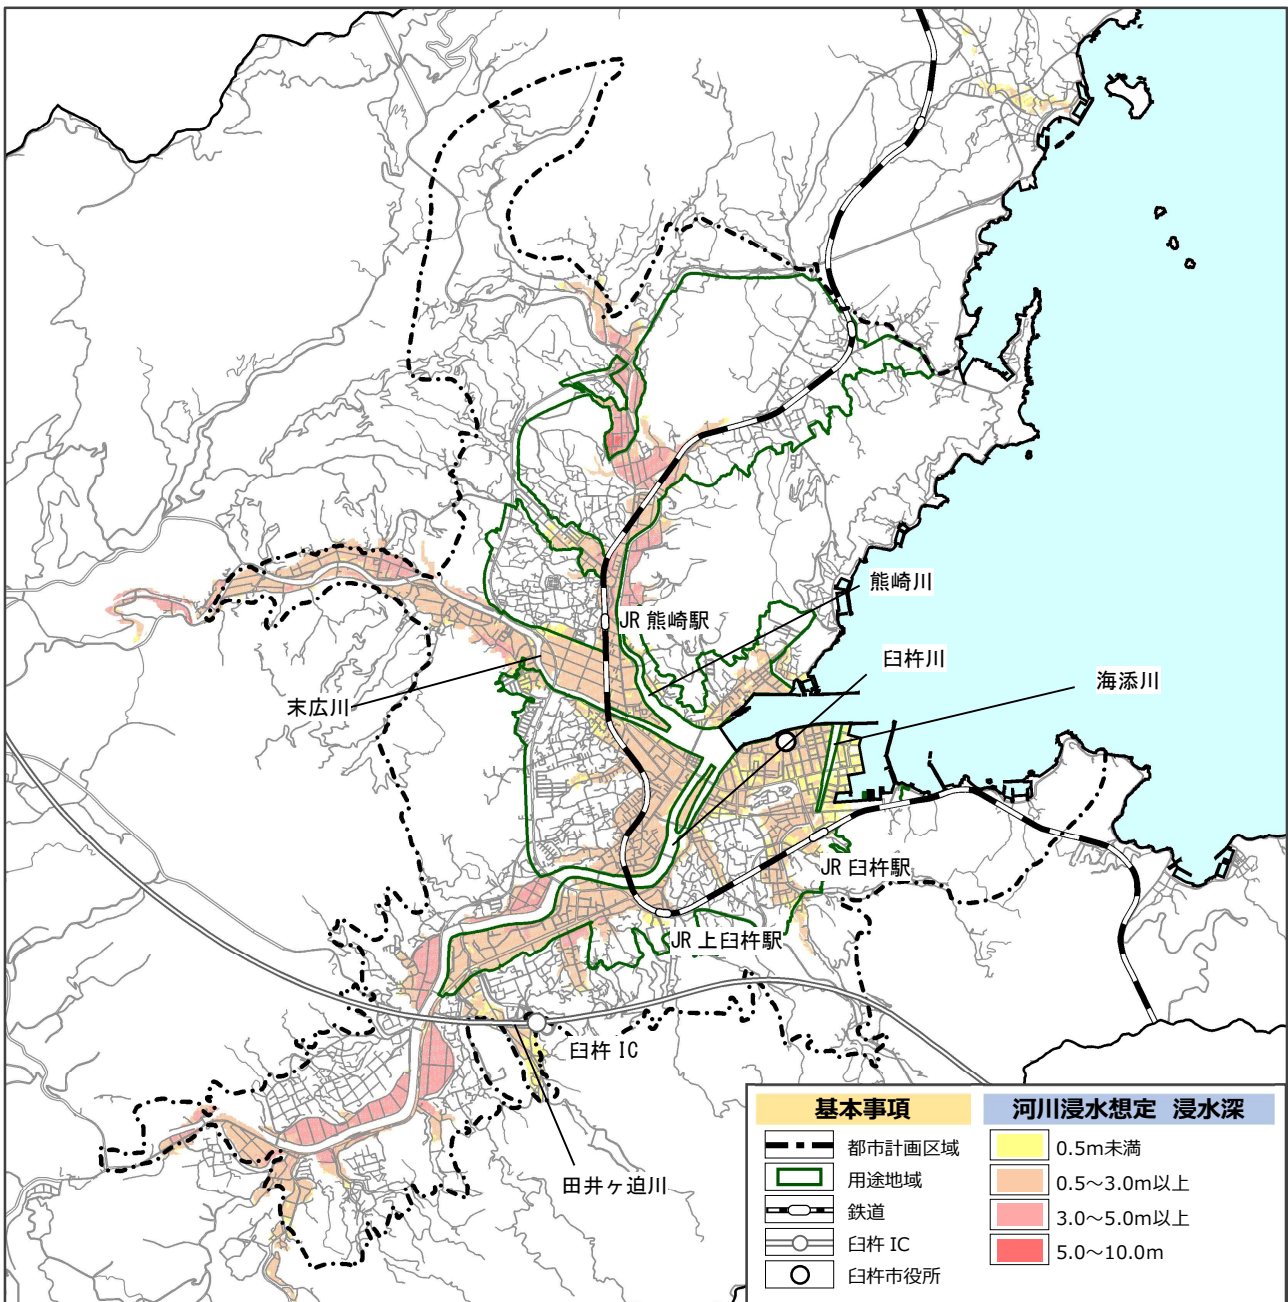 熊崎川
JR 熊崎駅
臼杵川
海添川
末広川
JR 臼杵駅
JR 上臼杵駅
臼杵 IC
田井ヶ迫川
基本事項
都市計画区域
用途地域
鉄道
臼杵 IC
臼杵市役所
河川浸水想定 浸水深
0.5m未満
0.5～3.0m以上
3.0～5.0m以上
5.0～10.0m